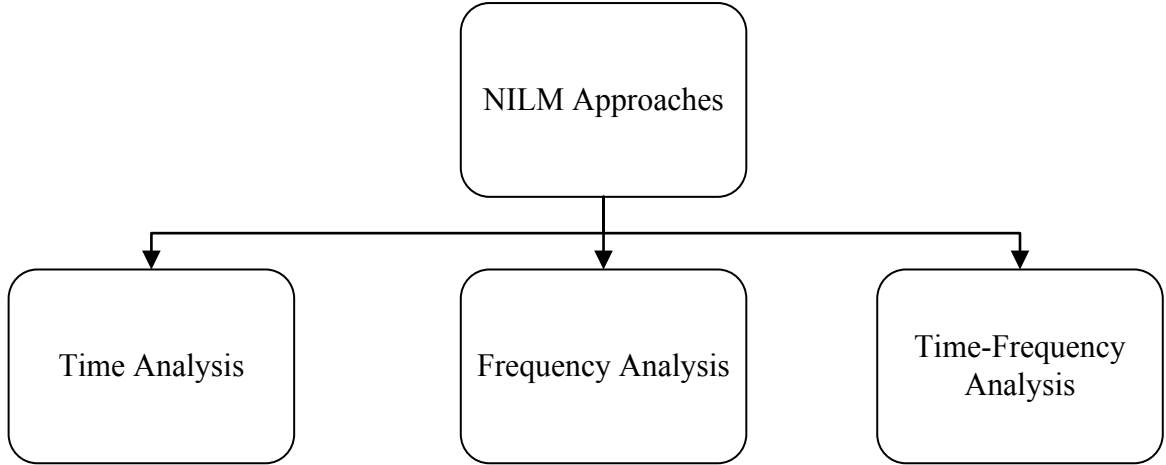 NILM Approaches
Time Analysis
Frequency Analysis
Time-Frequency
Analysis